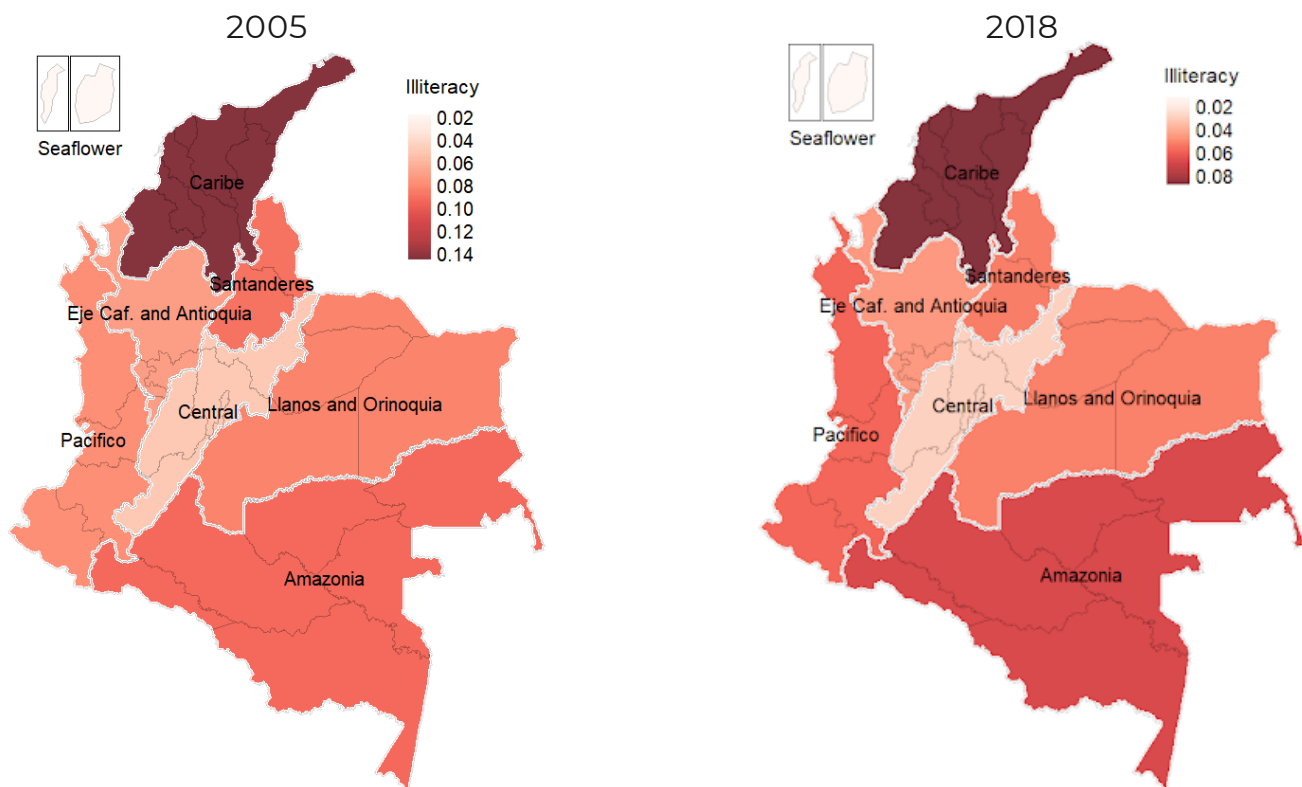 2005
Seaflower
Illiteracy
0.02
0.04
0.06
0.08
0.10
0.12
0.14
Caribe
Santanderes
Eje Caf. and Antioquia
Central
Llanos and Orinoquia
Pacifico
Amazonia
2018
Seaflower
Illiteracy
0.02
0.04
0.06
0.08
Caribe
Santanderes
Eje Caf. and Antioquia
Llanos and Orinoquia
Central
Pacifico
Amazonia